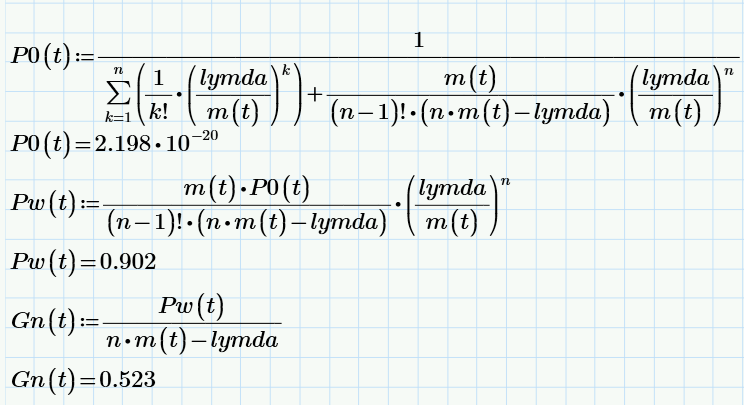 P0(t):=1/(∑_{k=1}^{n}(1/k!·(lymda/m(t))^k)+m(t)/((n−1)!·(n·m(t)−lymda))·(lymda/m(t))^n)
P0(t)=2.198·10^−20
Pw(t):=m(t)·P0(t)/((n−1)!·(n·m(t)−lymda))·(lymda/m(t))^n
Pw(t)=0.902
Gn(t):=Pw(t)/(n·m(t)−lymda)
Gn(t)=0.523